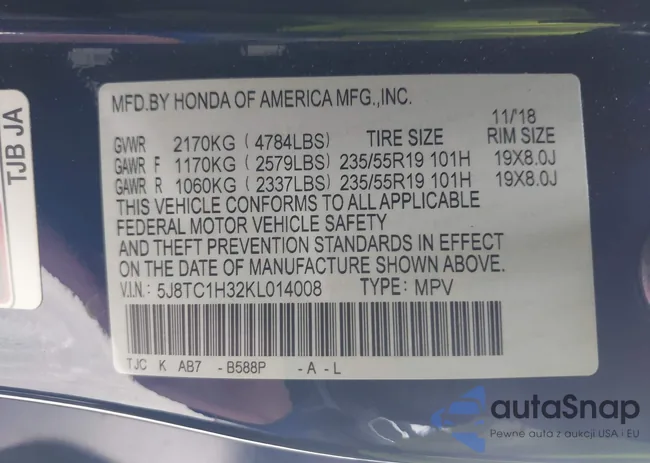 MFD.BY HONDA OF AMERICA MFG.,INC.
11/18
GVWR 2170KG ( 4784LBS) TIRE SIZE RIM SIZE
GAWR F 1170KG ( 2579LBS) 235/55R19 101H 19X8.0J
GAWR R 1060KG ( 2337LBS) 235/55R19 101H 19X8.0J
THIS VEHICLE CONFORMS TO ALL APPLICABLE
FEDERAL MOTOR VEHICLE SAFETY
AND THEFT PREVENTION STANDARDS IN EFFECT
ON THE DATE OF MANUFACTURE SHOWN ABOVE.
V.I.N.: 5J8TC1H32KL014008 TYPE: MPV
TJC K AB7 -B588P -A-L
TJB JA
autaSnap
Pewne auta z aukcji USA i EU